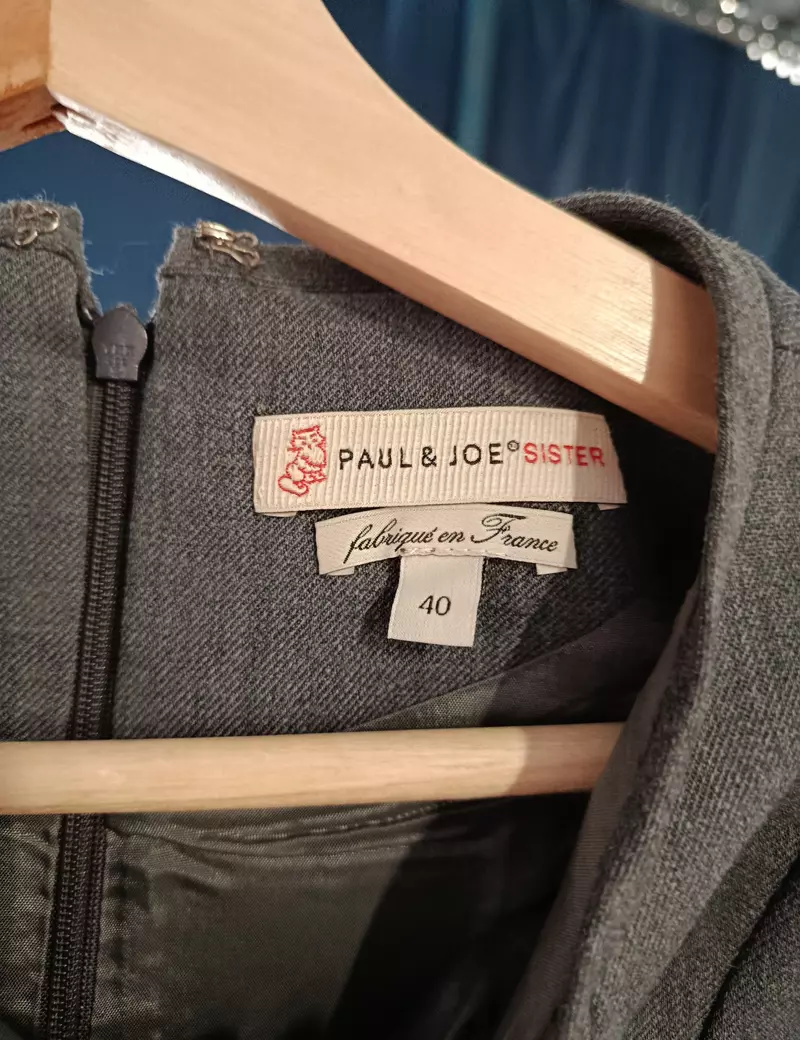 PAUL & JOE SISTER
fabriqué en France
40